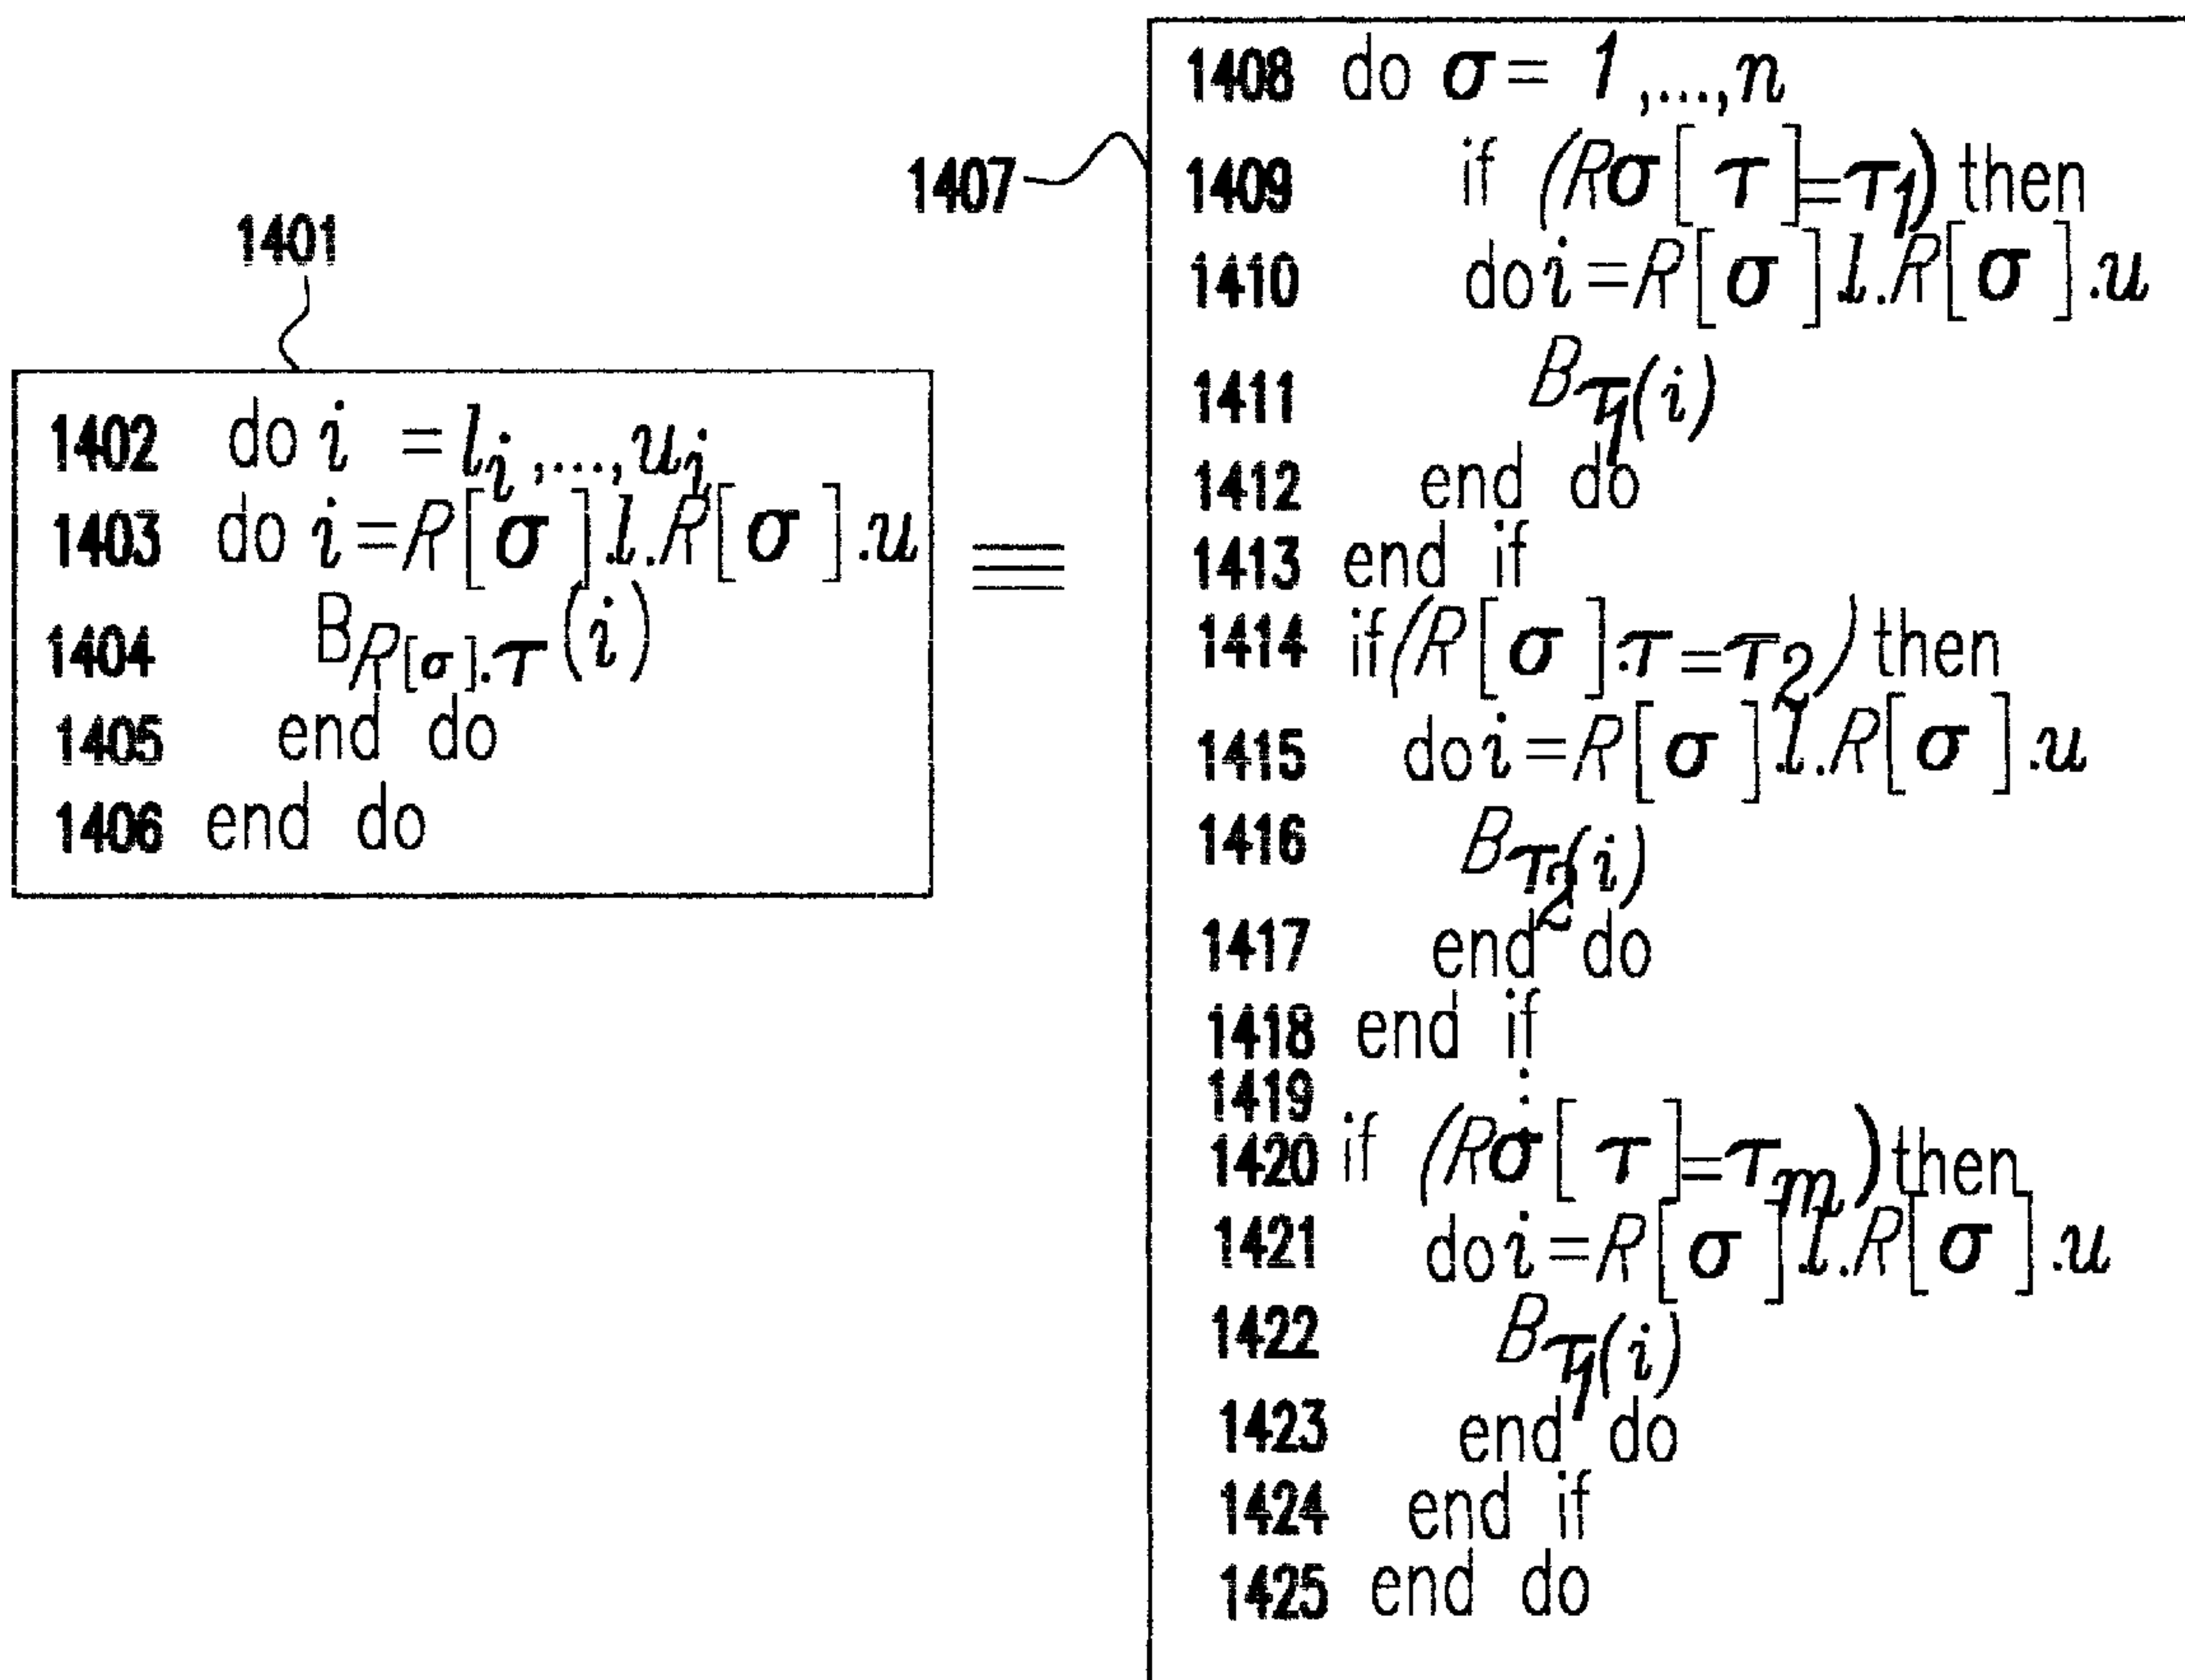 1401
1402 do i = l_i ,..., u_i
1403 do i = R[σ].l.R[σ].u
1404 B_R[σ].τ (i)
1405 end do
1406 end do
≡
1407
1408 do σ = 1 ,..., n
1409 if (Rσ[τ]=τ_1) then
1410 do i = R[σ] l.R[σ].u
1411 B_τ_1(i)
1412 end do
1413 end if
1414 if (R[σ].τ = τ_2) then
1415 do i = R[σ].l.R[σ].u
1416 B_τ_2(i)
1417 end do
1418 end if
1419 :
1420 if (Rσ[τ]=τ_m) then
1421 do i = R[σ].l.R[σ].u
1422 B_τ_1(i)
1423 end do
1424 end if
1425 end do